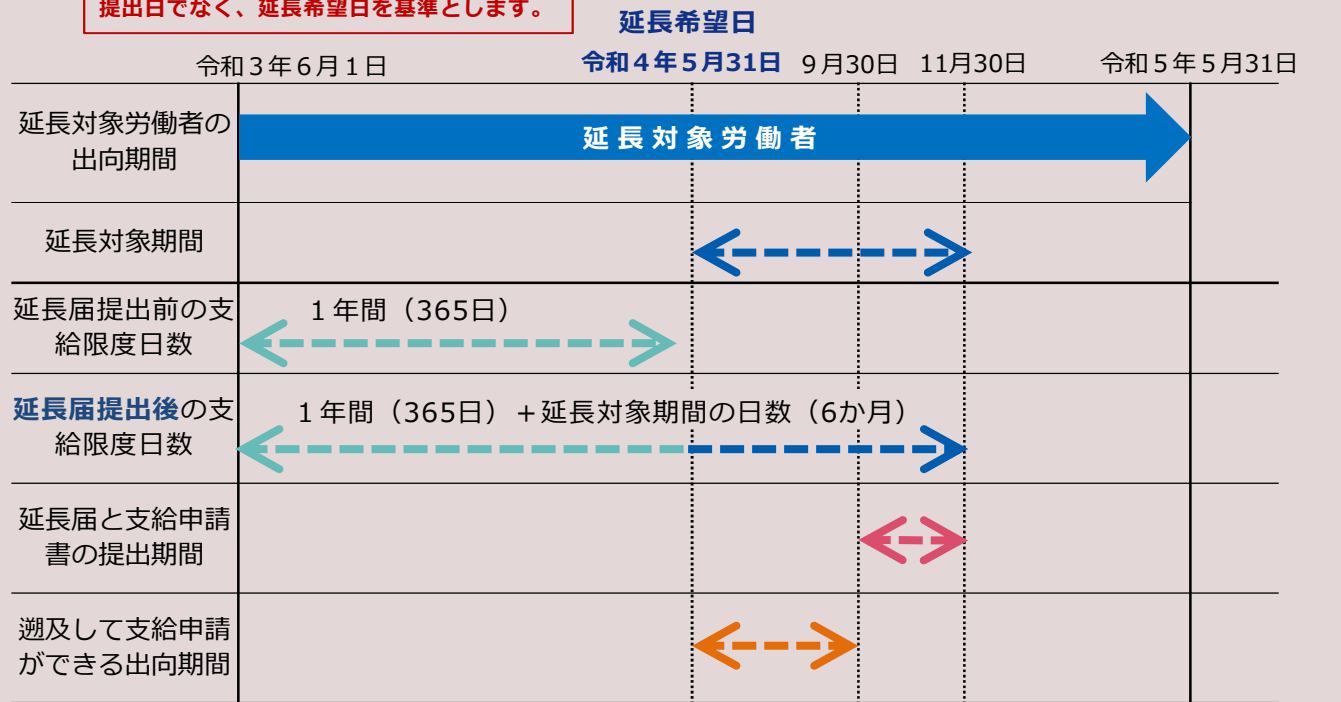 提出日でなく、延長希望日を基準とします。
延長希望日
令和３年６月１日 令和４年５月31日 ９月30日 11月30日 令和５年５月31日
延長対象労働者の
出向期間
延長対象労働者
延長対象期間
延長届提出前の支
給限度日数
１年間（365日）
延長届提出後の支
給限度日数
１年間（365日）＋延長対象期間の日数（6か月）
延長届と支給申請
書の提出期間
遡及して支給申請
ができる出向期間